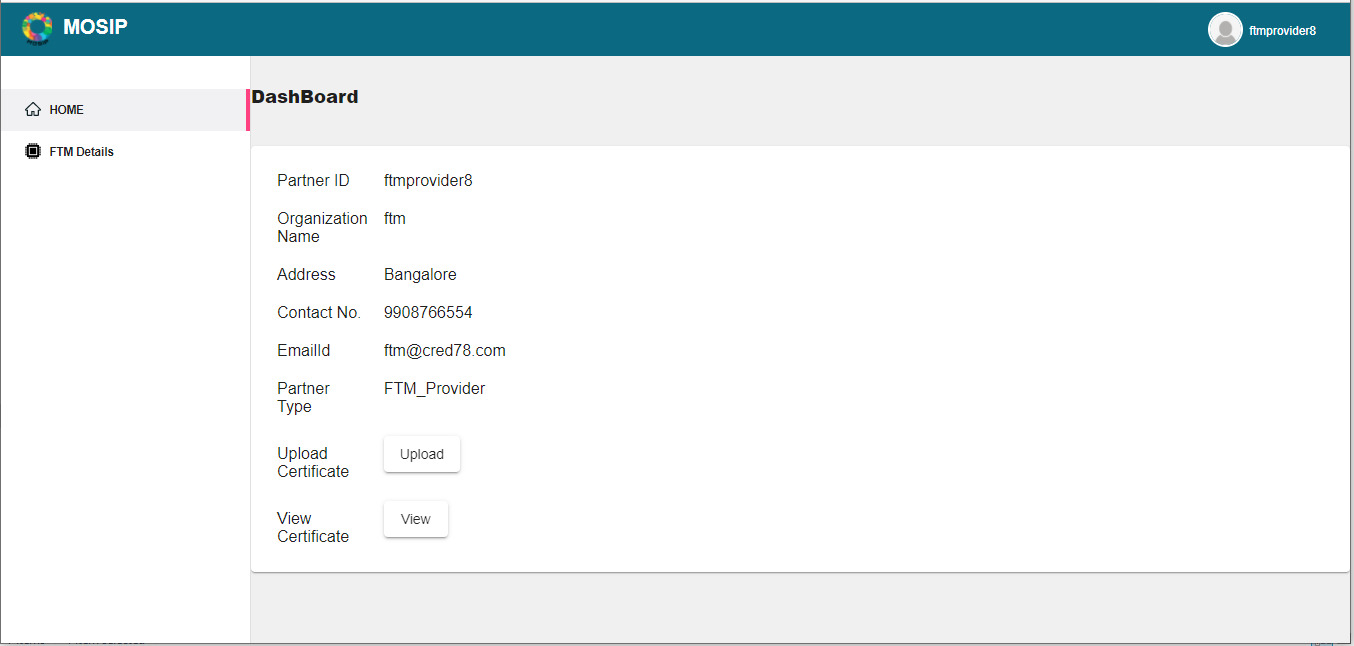 MOSIP
ftmprovider8
HOME
FTM Details
DashBoard
Partner ID ftmprovider8
Organization Name ftm
Address Bangalore
Contact No. 9908766554
EmailId ftm@cred78.com
Partner Type FTM_Provider
Upload Certificate Upload
View Certificate View